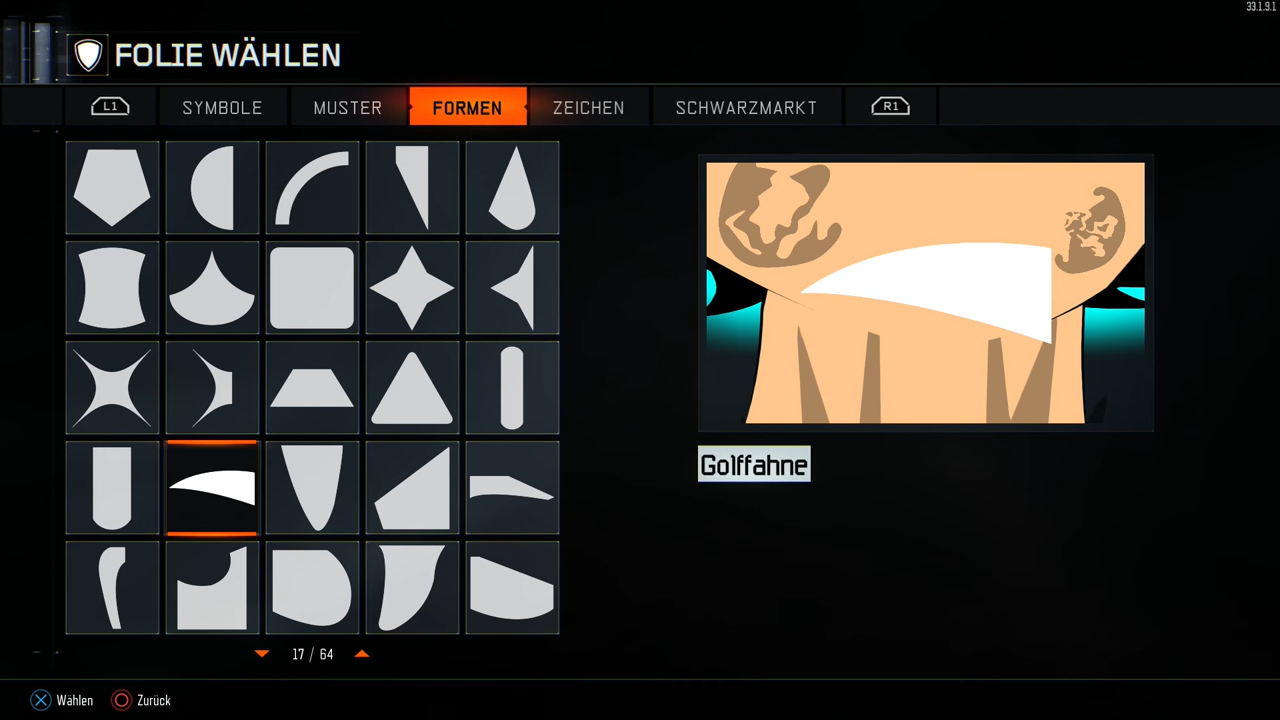 33.1.9.1
FOLIE WÄHLEN
L1 SYMBOLE MUSTER FORMEN ZEICHEN SCHWARZMARKT R1
Golffahne
17 / 64
Wählen Zurück